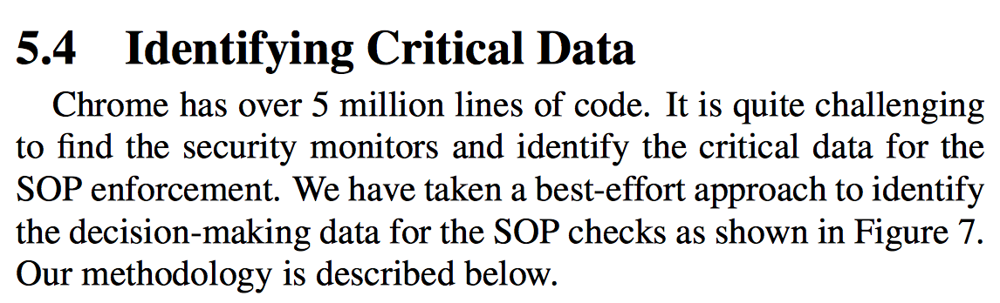 5.4 Identifying Critical Data
Chrome has over 5 million lines of code. It is quite challenging
to find the security monitors and identify the critical data for the
SOP enforcement. We have taken a best-effort approach to identify
the decision-making data for the SOP checks as shown in Figure 7.
Our methodology is described below.